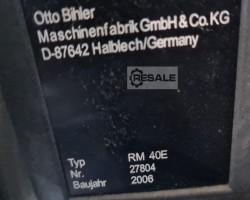 Otto Bihler
Maschinenfabrik GmbH & Co. KG
D-87642 Halblech/Germany
RESALE
Typ RM 40E
Nr. 27804
Baujahr 2006